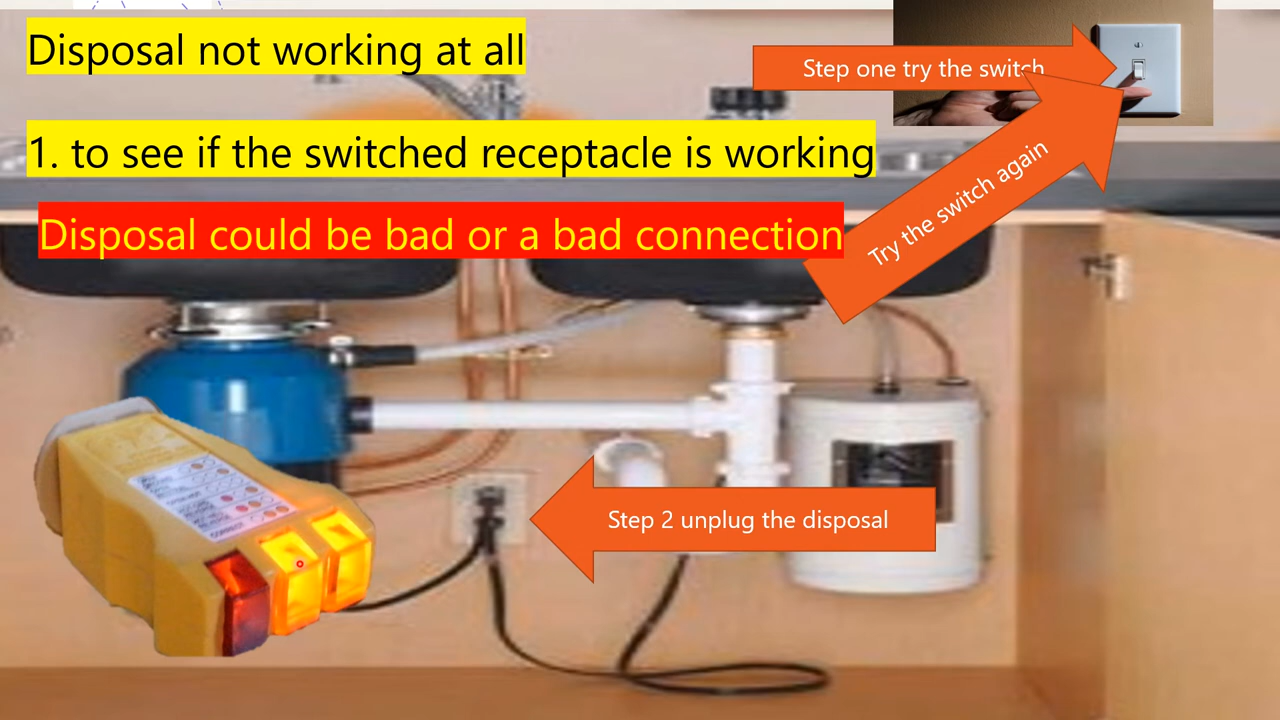 Disposal not working at all
Step one try the switch
1. to see if the switched receptacle is working
Try the switch again
Disposal could be bad or a bad connection
Step 2 unplug the disposal
CORRECT